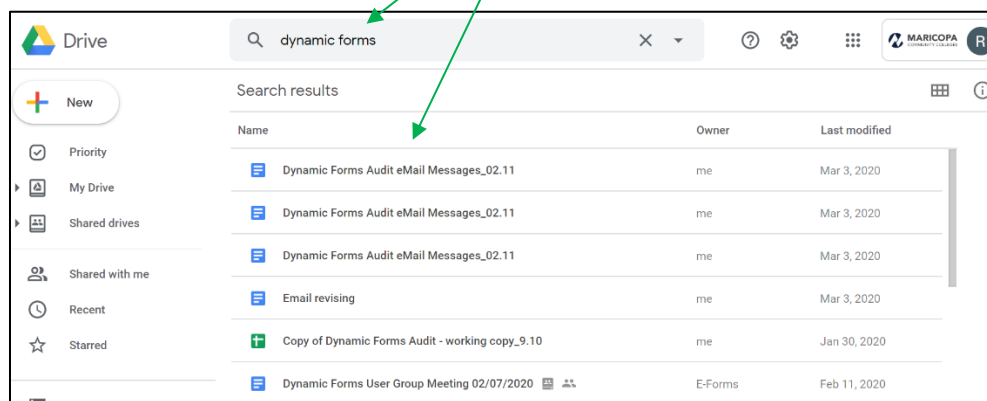 Drive
dynamic forms
MARICOPA
COMMUNITY COLLEGES
R
New
Search results
Name Owner Last modified
Priority
My Drive
Shared drives
Shared with me
Recent
Starred
Dynamic Forms Audit eMail Messages_02.11 me Mar 3, 2020
Dynamic Forms Audit eMail Messages_02.11 me Mar 3, 2020
Dynamic Forms Audit eMail Messages_02.11 me Mar 3, 2020
Email revising me Mar 3, 2020
Copy of Dynamic Forms Audit - working copy_9.10 me Jan 30, 2020
Dynamic Forms User Group Meeting 02/07/2020 E-Forms Feb 11, 2020